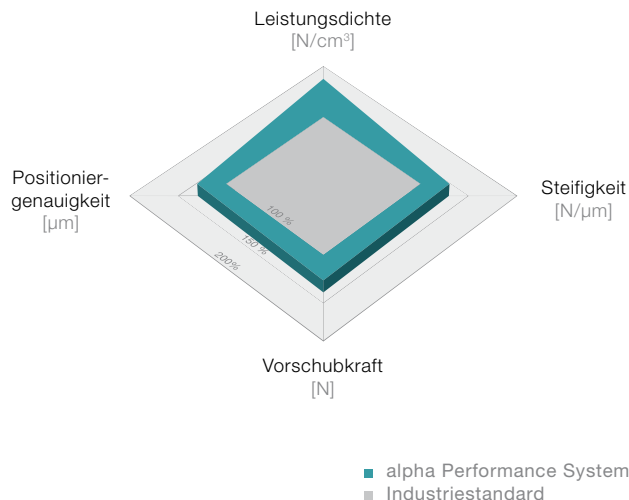 Leistungsdichte
[N/cm³]
Positionier-
genauigkeit
[µm]
Steifigkeit
[N/µm]
100 %
150 %
200%
Vorschubkraft
[N]
alpha Performance System
Industriestandard